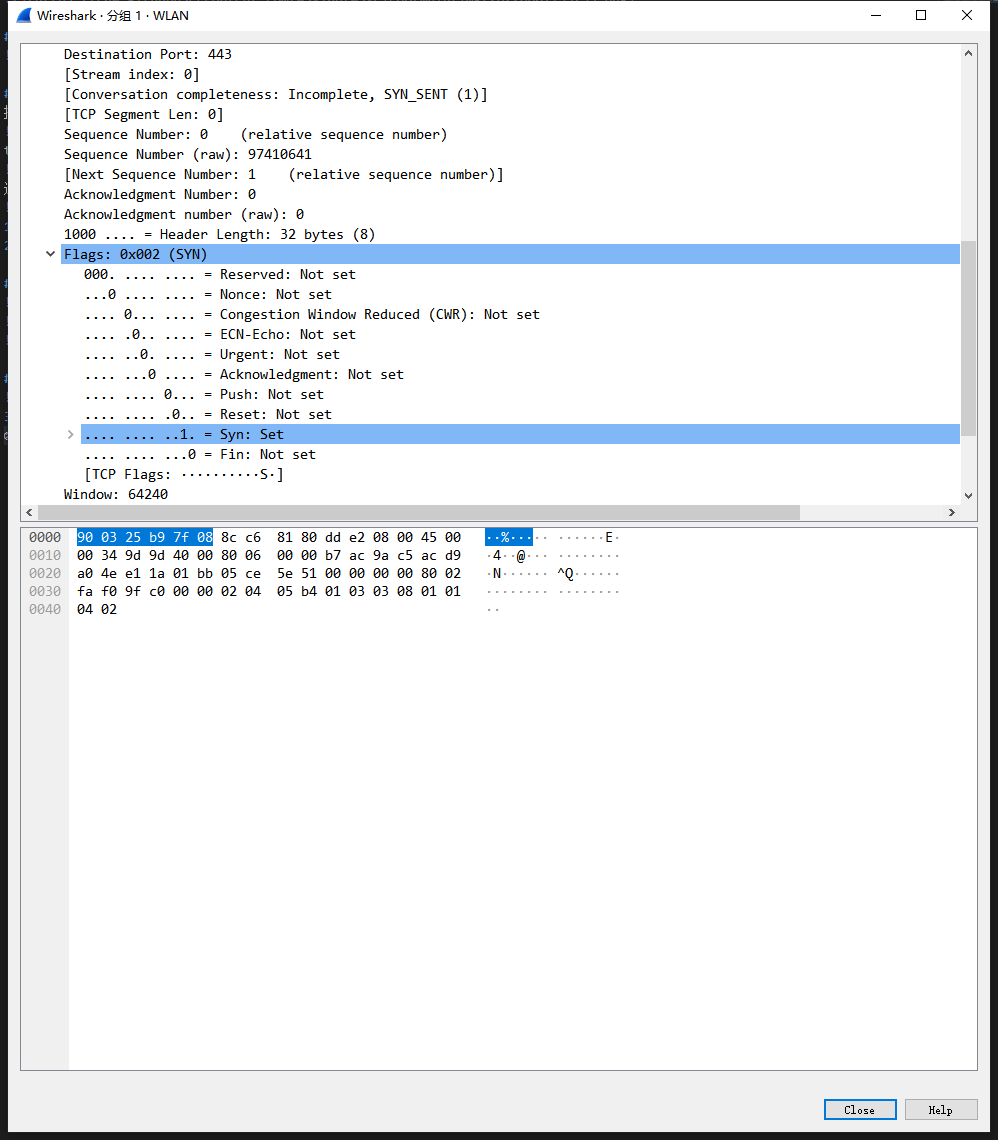 Wireshark · 分组 1 · WLAN
Destination Port: 443
[Stream index: 0]
[Conversation completeness: Incomplete, SYN_SENT (1)]
[TCP Segment Len: 0]
Sequence Number: 0    (relative sequence number)
Sequence Number (raw): 97410641
[Next Sequence Number: 1    (relative sequence number)]
Acknowledgment Number: 0
Acknowledgment number (raw): 0
1000 .... = Header Length: 32 bytes (8)
Flags: 0x002 (SYN)
000. .... .... = Reserved: Not set
...0 .... .... = Nonce: Not set
.... 0... .... = Congestion Window Reduced (CWR): Not set
.... .0.. .... = ECN-Echo: Not set
.... ..0. .... = Urgent: Not set
.... ...0 .... = Acknowledgment: Not set
.... .... 0... = Push: Not set
.... .... .0.. = Reset: Not set
.... .... ..1. = Syn: Set
.... .... ...0 = Fin: Not set
[TCP Flags: ··········S·]
Window: 64240
0000 90 03 25 b9 7f 08 8c c6  81 80 dd e2 08 00 45 00 ··%····· ······E·
0010 00 34 9d 9d 40 00 80 06  00 00 b7 ac 9a c5 ac d9 ·4··@··· ········
0020 a0 4e e1 1a 01 bb 05 ce  5e 51 00 00 00 00 80 02 ·N······ ^Q······
0030 fa f0 9f c0 00 00 02 04  05 b4 01 03 03 08 01 01 ········ ········
0040 04 02 ··
Close Help